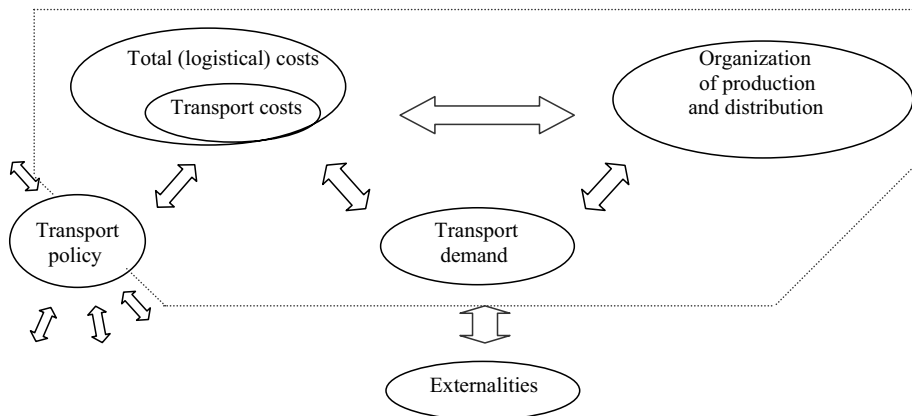 Total (logistical) costs
Transport costs
Organization
of production
and distribution
Transport
policy
Transport
demand
Externalities